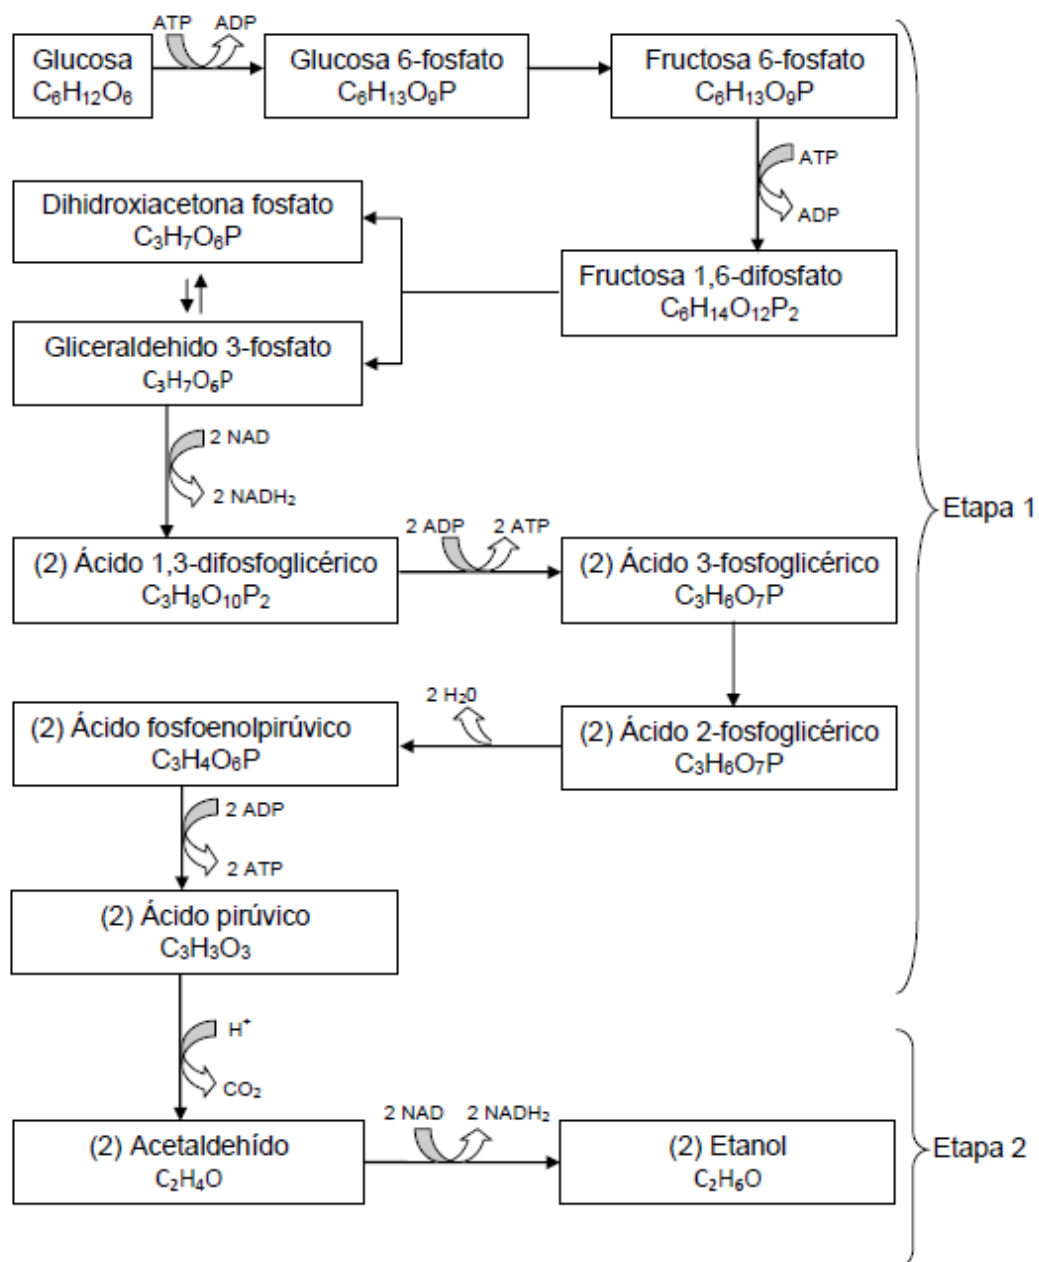 ATP ADP
Glucosa
C₆H₁₂O₆
Glucosa 6-fosfato
C₆H₁₃O₉P
Fructosa 6-fosfato
C₆H₁₃O₉P
ATP
ADP
Dihidroxiacetona fosfato
C₃H₇O₆P
Fructosa 1,6-difosfato
C₆H₁₄O₁₂P₂
Gliceraldehido 3-fosfato
C₃H₇O₆P
2 NAD
2 NADH₂
Etapa 1
2 ADP 2 ATP
(2) Ácido 1,3-difosfoglicérico
C₃H₈O₁₀P₂
(2) Ácido 3-fosfoglicérico
C₃H₆O₇P
2 H₂0
(2) Ácido fosfoenolpirúvico
C₃H₄O₆P
(2) Ácido 2-fosfoglicérico
C₃H₆O₇P
2 ADP
2 ATP
(2) Ácido pirúvico
C₃H₃O₃
H⁺
CO₂
2 NAD 2 NADH₂
(2) Acetaldehído
C₂H₄O
(2) Etanol
C₂H₆O
Etapa 2